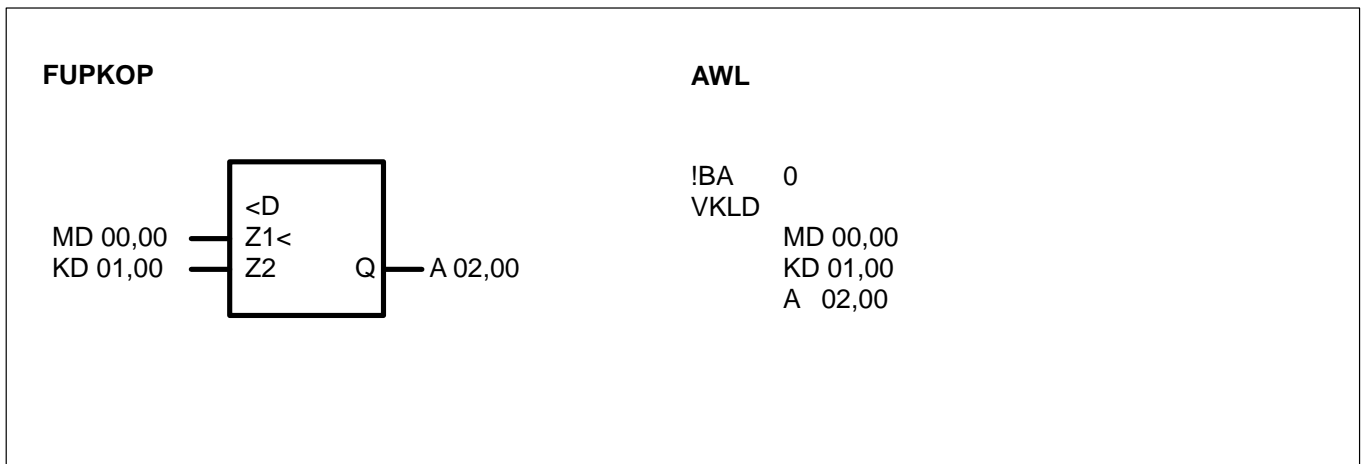 FUPKOP
<D
MD 00,00 Z1<
KD 01,00 Z2 Q A 02,00
AWL
!BA 0
VKLD
MD 00,00
KD 01,00
A 02,00